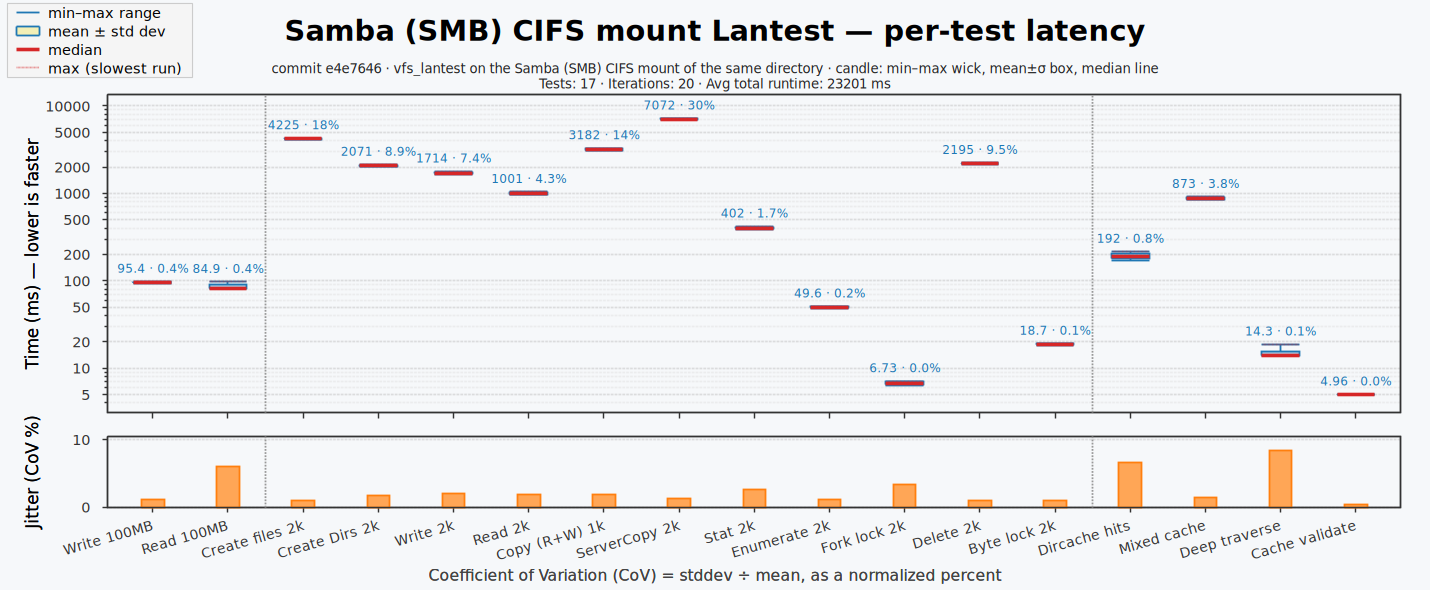 min–max range
mean ± std dev
median
max (slowest run)
Samba (SMB) CIFS mount Lantest — per-test latency
commit e4e7646 · vfs_lantest on the Samba (SMB) CIFS mount of the same directory · candle: min–max wick, mean±σ box, median line
Tests: 17 · Iterations: 20 · Avg total runtime: 23201 ms
Time (ms) — lower is faster
10000
5000
2000
1000
500
200
100
50
20
10
5
95.4 · 0.4%
84.9 · 0.4%
4225 · 18%
2071 · 8.9%
1714 · 7.4%
1001 · 4.3%
3182 · 14%
7072 · 30%
402 · 1.7%
49.6 · 0.2%
6.73 · 0.0%
2195 · 9.5%
18.7 · 0.1%
192 · 0.8%
873 · 3.8%
14.3 · 0.1%
4.96 · 0.0%
Jitter (CoV %)
10
0
Write 100MB
Read 100MB
Create files 2k
Create Dirs 2k
Write 2k
Read 2k
Copy (R+W) 1k
ServerCopy 2k
Stat 2k
Enumerate 2k
Fork lock 2k
Delete 2k
Byte lock 2k
Dircache hits
Mixed cache
Deep traverse
Cache validate
Coefficient of Variation (CoV) = stddev ÷ mean, as a normalized percent